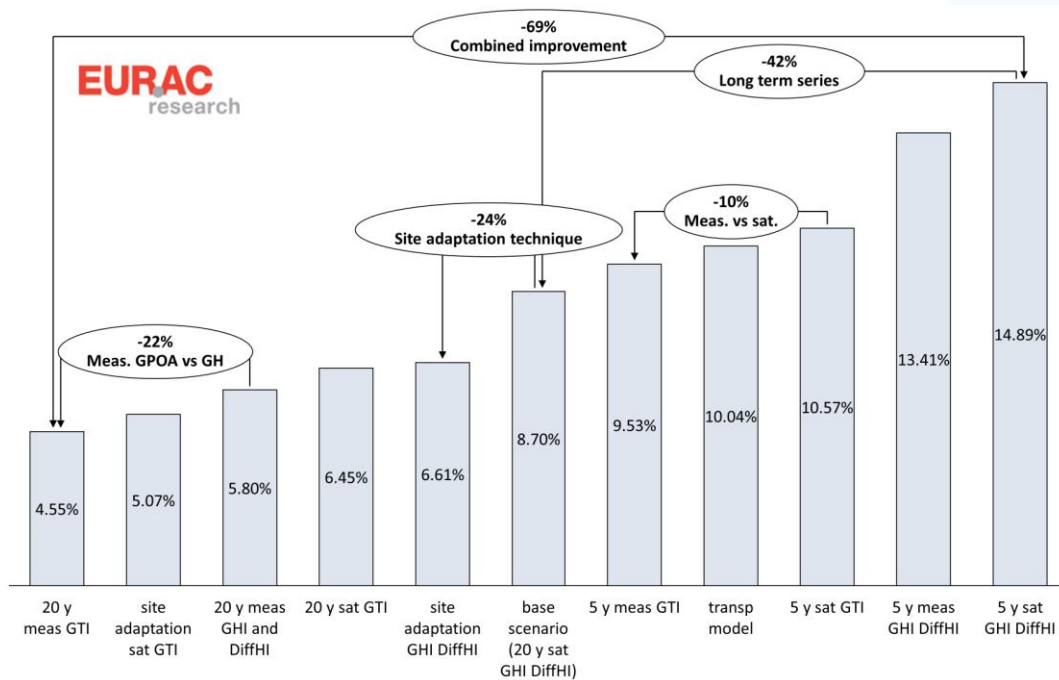 -69%
Combined improvement
-42%
Long term series
EURAC
research
-24%
Site adaptation technique
-10%
Meas. vs sat.
-22%
Meas. GPOA vs GH
4.55%
5.07%
5.80%
6.45%
6.61%
8.70%
9.53%
10.04%
10.57%
13.41%
14.89%
20 y
meas GTI
site
adaptation
sat GTI
20 y meas
GHI and
DiffHI
20 y sat GTI
site
adaptation
GHI DiffHI
base
scenario
(20 y sat
GHI DiffHI)
5 y meas GTI
transp
model
5 y sat GTI
5 y meas
GHI DiffHI
5 y sat
GHI DiffHI